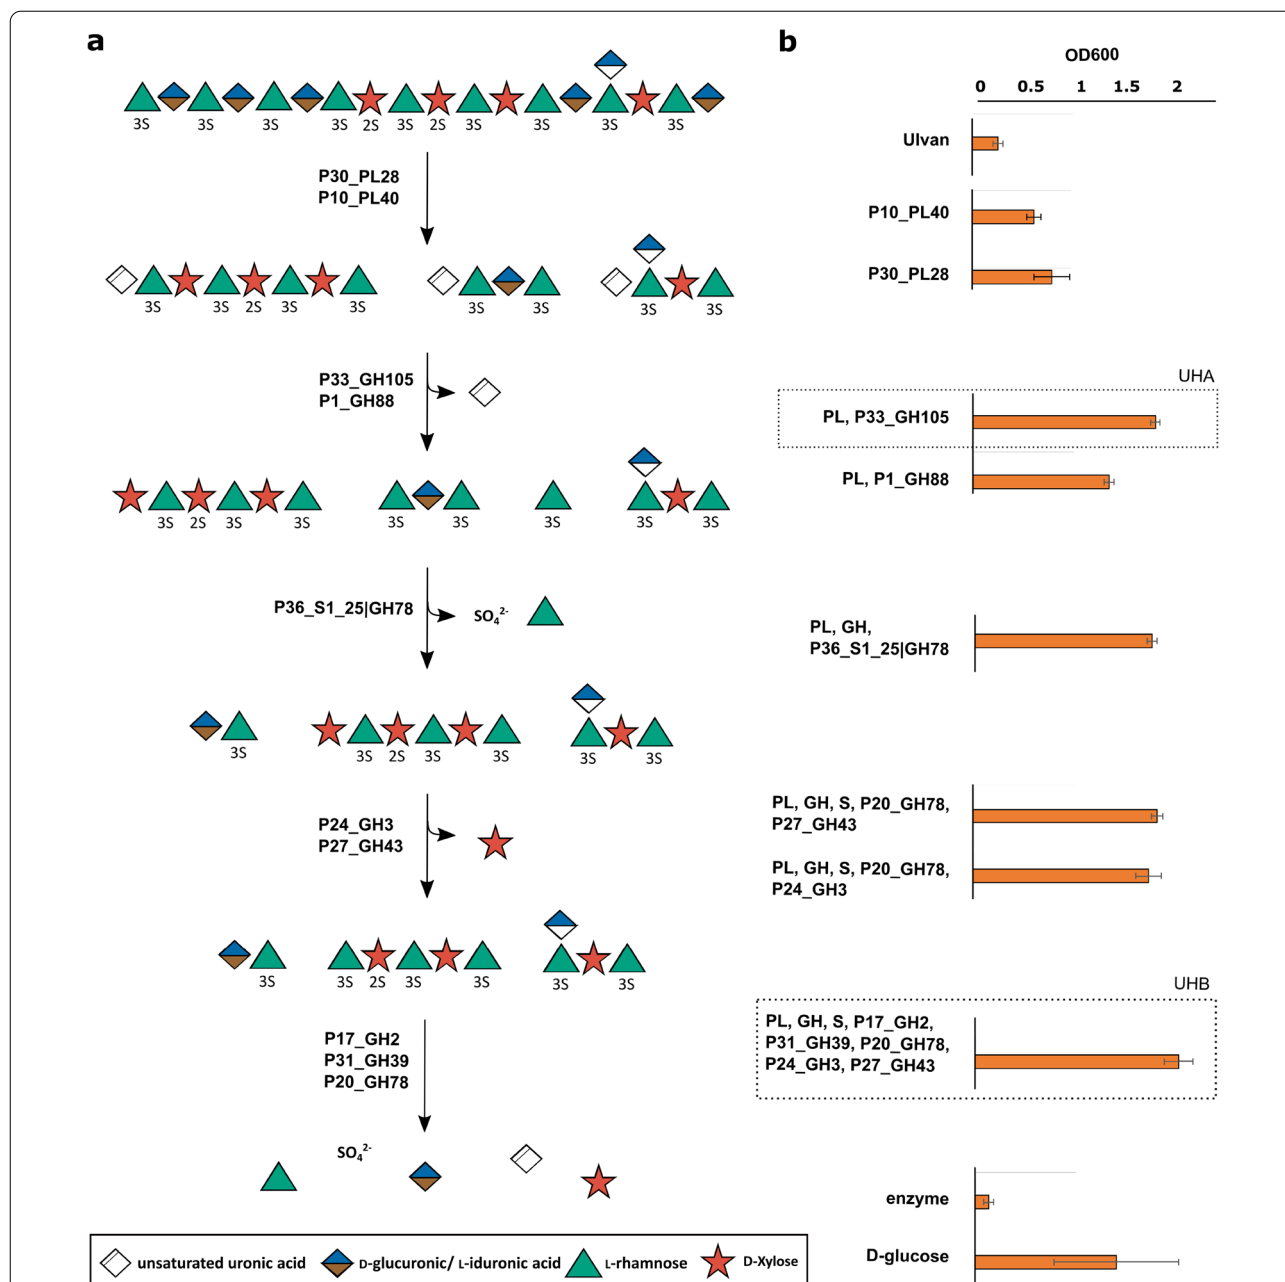 a
3S 3S 3S 3S 2S 3S 2S 3S 3S 3S 3S
P30_PL28
P10_PL40
3S 3S 2S 3S 3S 3S 3S 3S 3S
P33_GH105
P1_GH88
3S 2S 3S 3S 3S 3S 3S 3S 3S
P36_S1_25|GH78
SO₄²⁻
3S 3S 2S 3S 3S 3S 3S
P24_GH3
P27_GH43
3S 3S 2S 3S 3S 3S 3S
P17_GH2
P31_GH39
P20_GH78
SO₄²⁻
unsaturated uronic acid D-glucuronic/ L-iduronic acid L-rhamnose D-Xylose
b
OD600
0 0.5 1 1.5 2
Ulvan
P10_PL40
P30_PL28
UHA
PL, P33_GH105
PL, P1_GH88
PL, GH,
P36_S1_25|GH78
PL, GH, S, P20_GH78,
P27_GH43
PL, GH, S, P20_GH78,
P24_GH3
UHB
PL, GH, S, P17_GH2,
P31_GH39, P20_GH78,
P24_GH3, P27_GH43
enzyme
D-glucose